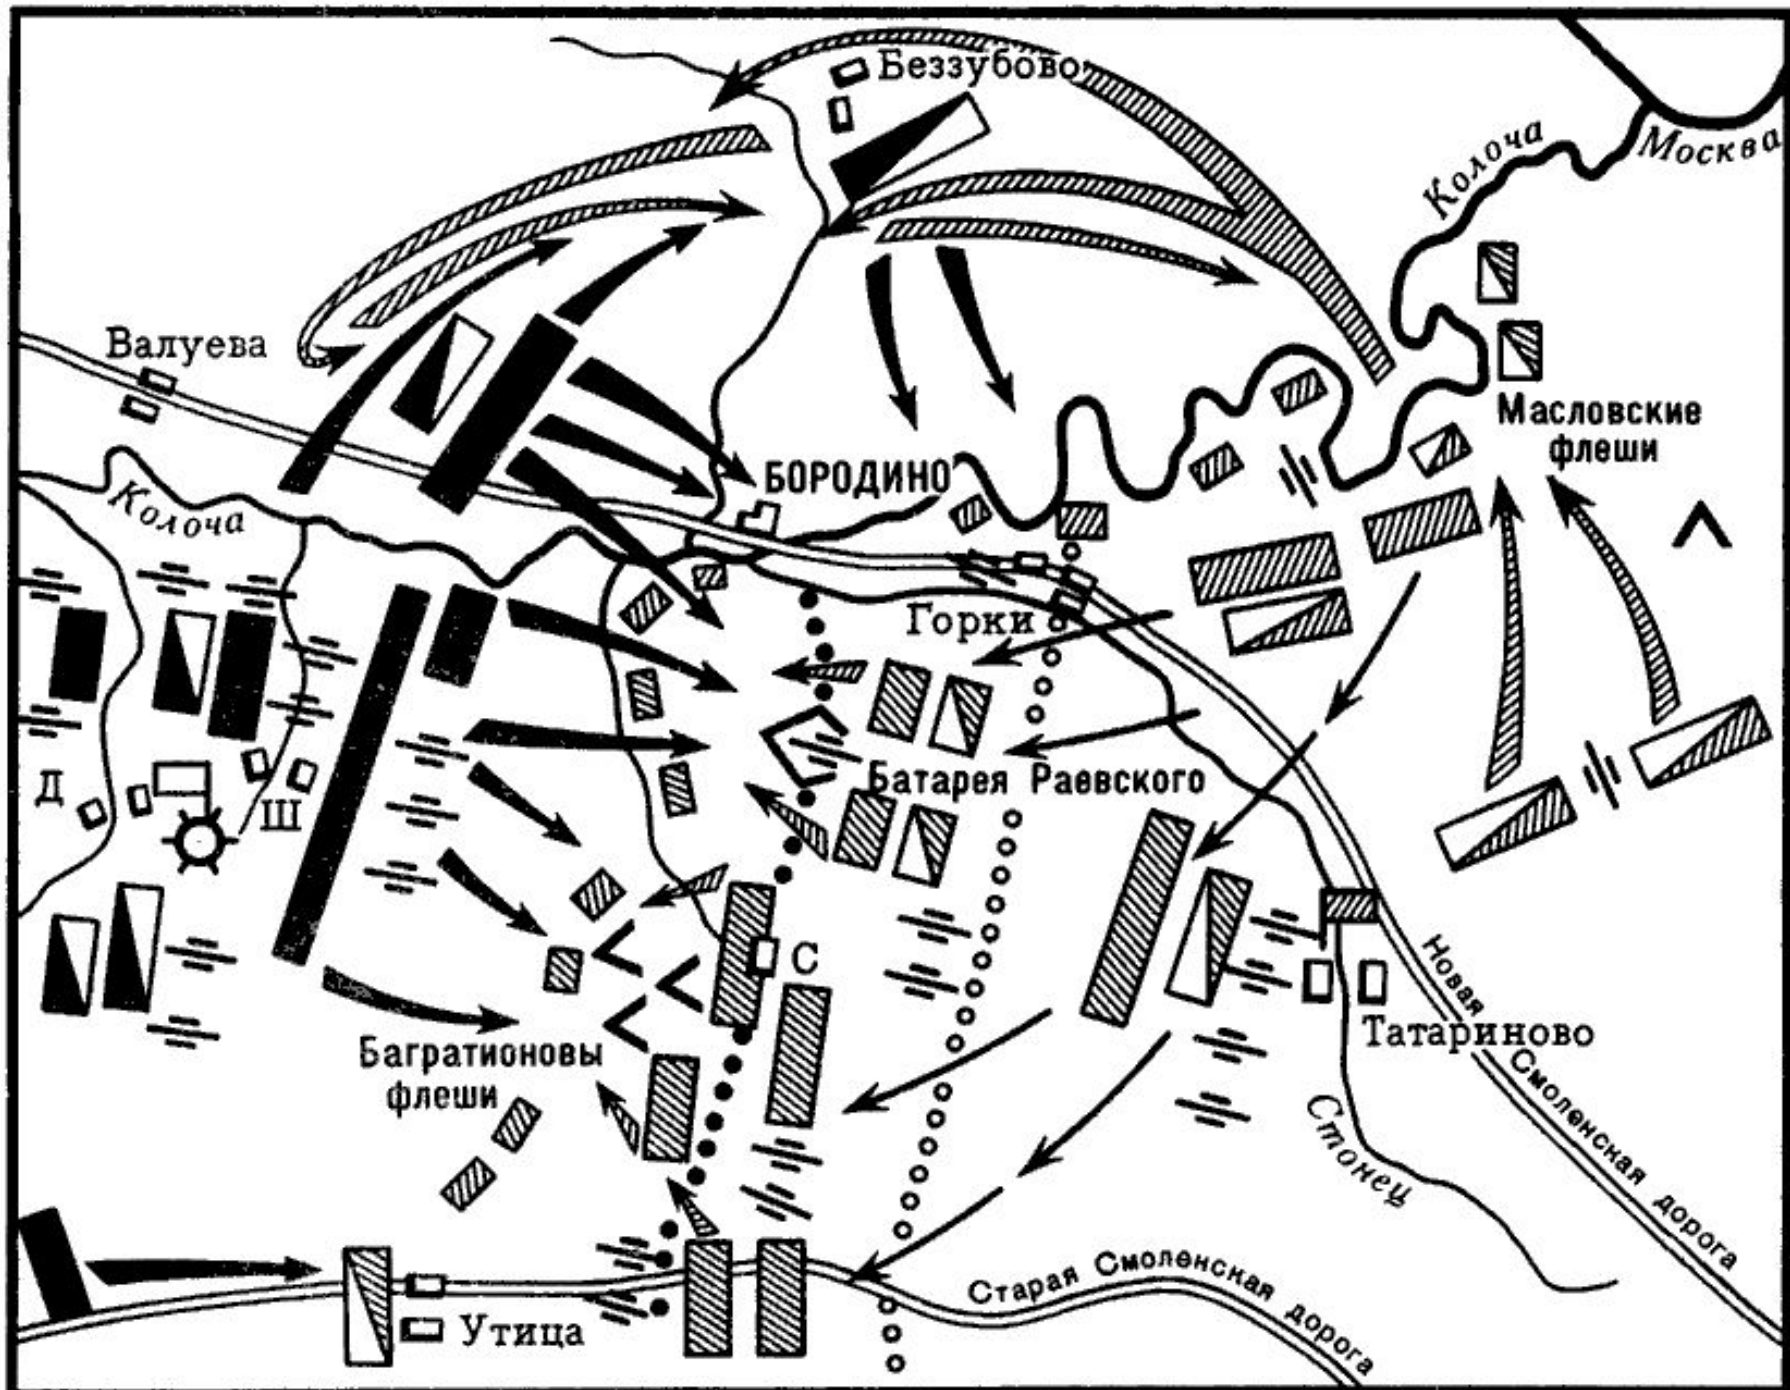 Беззубово
Колоча
Москва
Валуева
Масловские
флеши
БОРОДИНО
Колоча
Горки
Д
Ш
Батарея Раевского
С
Багратионовы
флеши
Татариново
Новая Смоленская дорога
Стонец
Старая Смоленская дорога
Утица